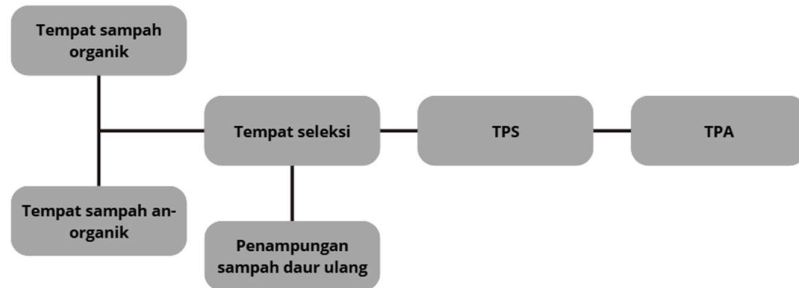 Tempat sampah
organik
Tempat seleksi
TPS
TPA
Tempat sampah an-
organik
Penampungan
sampah daur ulang